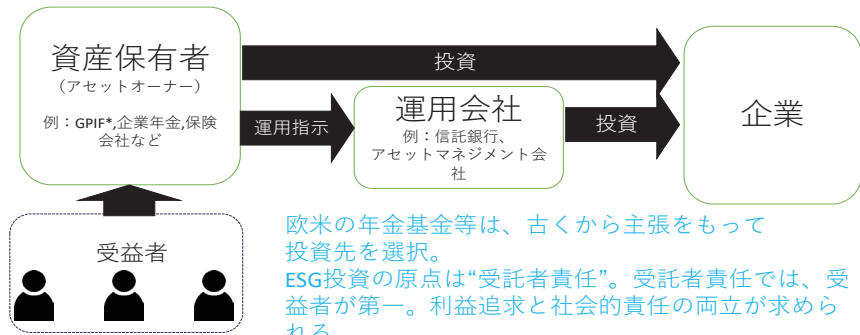 資産保有者
（アセットオーナー）
例：GPIF*,企業年金,保険
会社など
投資
運用指示
運用会社
例：信託銀行、
アセットマネジメント会
社
投資
企業
受益者
欧米の年金基金等は、古くから主張をもって
投資先を選択。
ESG投資の原点は“受託者責任”。受託者責任では、受
益者が第一。利益追求と社会的責任の両立が求めら
れる